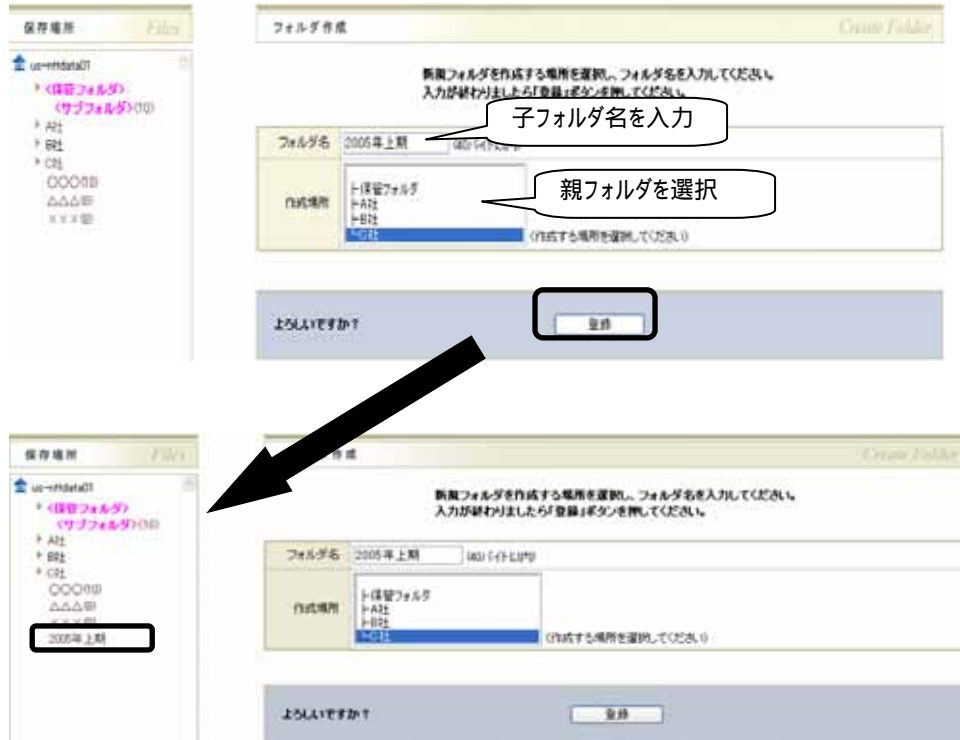 保存場所
Files
フォルダ作成
Create Folder
us-nttdata01
<保管フォルダ>
<サブフォルダ>(10)
A社
B社
C社
新規フォルダを作成する場所を選択し、フォルダ名を入力してください。
入力が終わりましたら「登録」ボタンを押してください。
子フォルダ名を入力
フォルダ名
2005年上期
作成場所
├保管フォルダ
├A社
├B社
└C社
(作成する場所を選択してください)
親フォルダを選択
よろしいですか?
登録
保存場所
Files
作成
Create Folder
us-nttdata01
<保管フォルダ>
<サブフォルダ>(10)
A社
B社
C社
2005年上期
新規フォルダを作成する場所を選択し、フォルダ名を入力してください。
入力が終わりましたら「登録」ボタンを押してください。
フォルダ名
2005年上期
(40バイト以内)
作成場所
├保管フォルダ
├A社
├B社
└C社
(作成する場所を選択してください)
よろしいですか?
登録